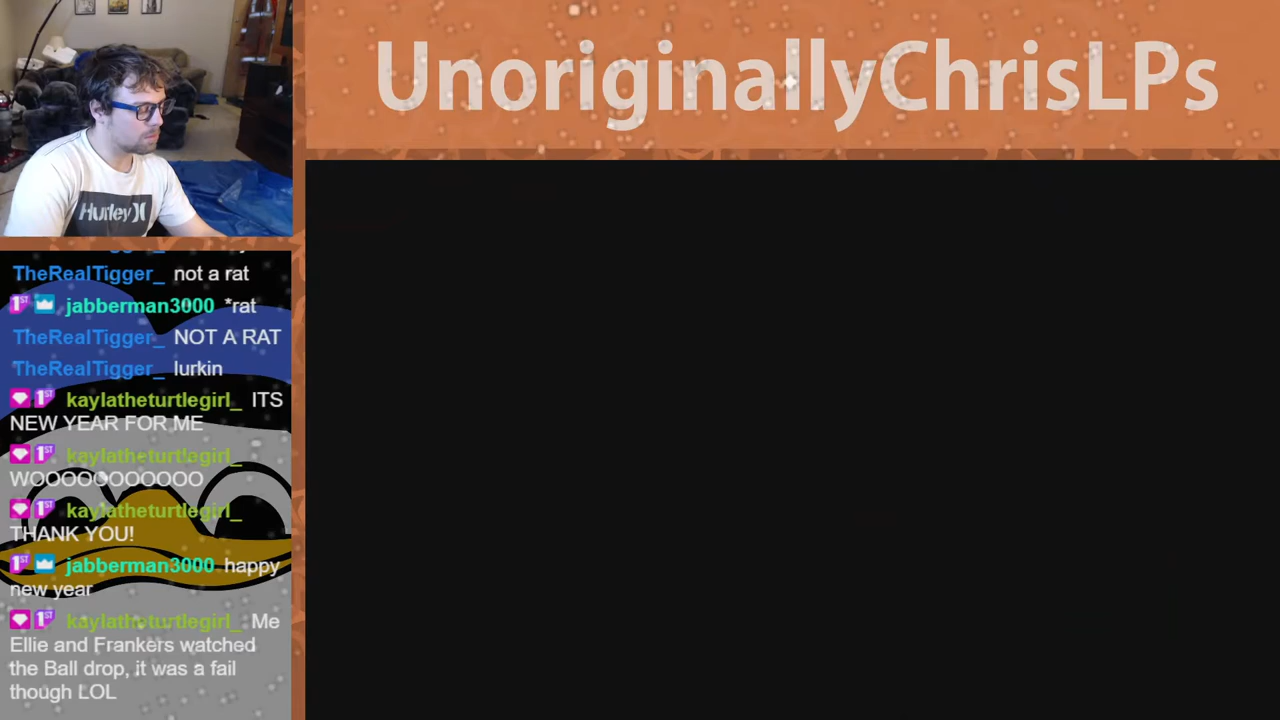 UnoriginallyChrisLPs
Hurley
TheRealTigger_ not a rat
jabberman3000 *rat
TheRealTigger_ NOT A RAT
TheRealTigger_ lurkin
kaylatheturtlegirl_ ITS
NEW YEAR FOR ME
kaylatheturtlegirl_
WOOOOOOOOOOO
kaylatheturtlegirl_
THANK YOU!
jabberman3000 happy
new year
kaylatheturtlegirl_ Me
Ellie and Frankers watched
the Ball drop, it was a fail
though LOL